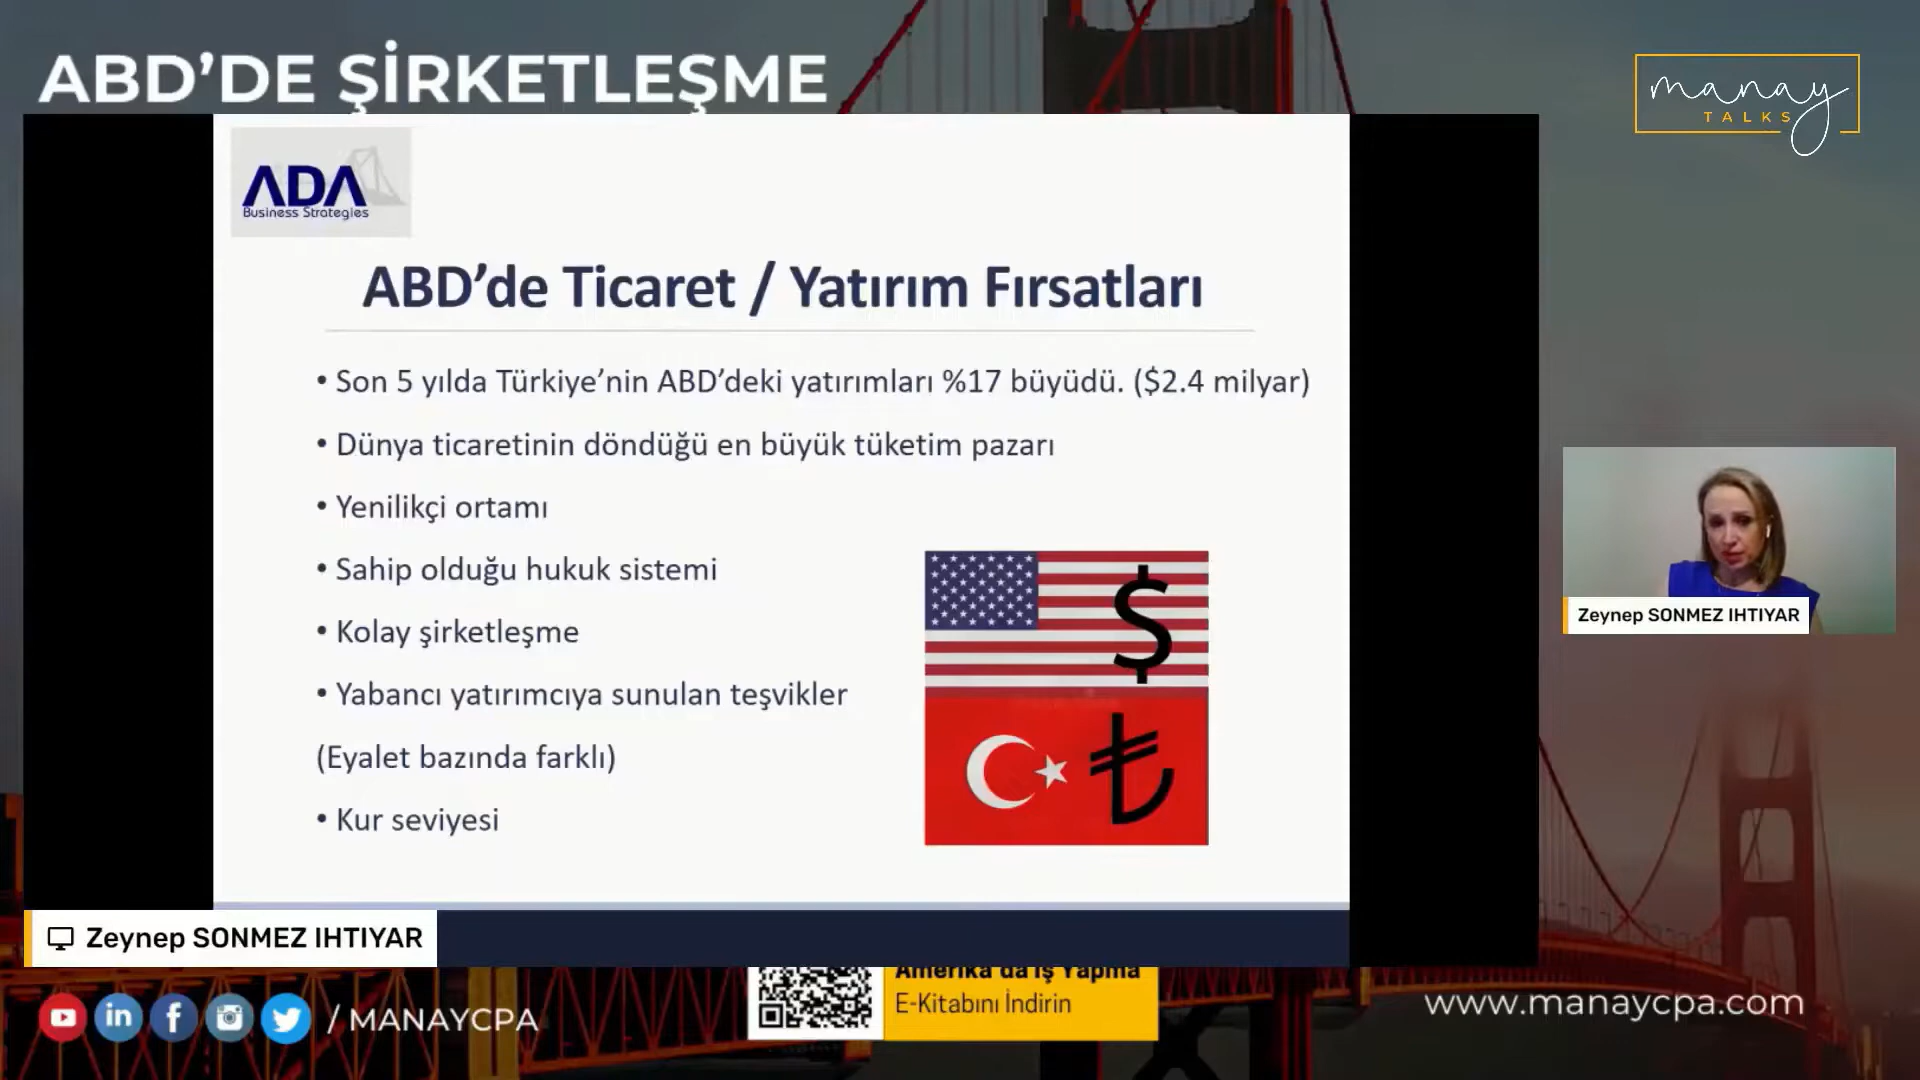 ABD'DE ŞİRKETLEŞME
manay
TALKS
ADA
Business Strategies
ABD'de Ticaret / Yatırım Fırsatları
• Son 5 yılda Türkiye'nin ABD'deki yatırımları %17 büyüdü. ($2.4 milyar)
• Dünya ticaretinin döndüğü en büyük tüketim pazarı
• Yenilikçi ortamı
• Sahip olduğu hukuk sistemi
• Kolay şirketleşme
• Yabancı yatırımcıya sunulan teşvikler
(Eyalet bazında farklı)
• Kur seviyesi
$
₺
Zeynep SONMEZ IHTIYAR
Zeynep SONMEZ IHTIYAR
Amerika'da İş Yapma
E-Kitabını İndirin
/ MANAYCPA
www.manaycpa.com